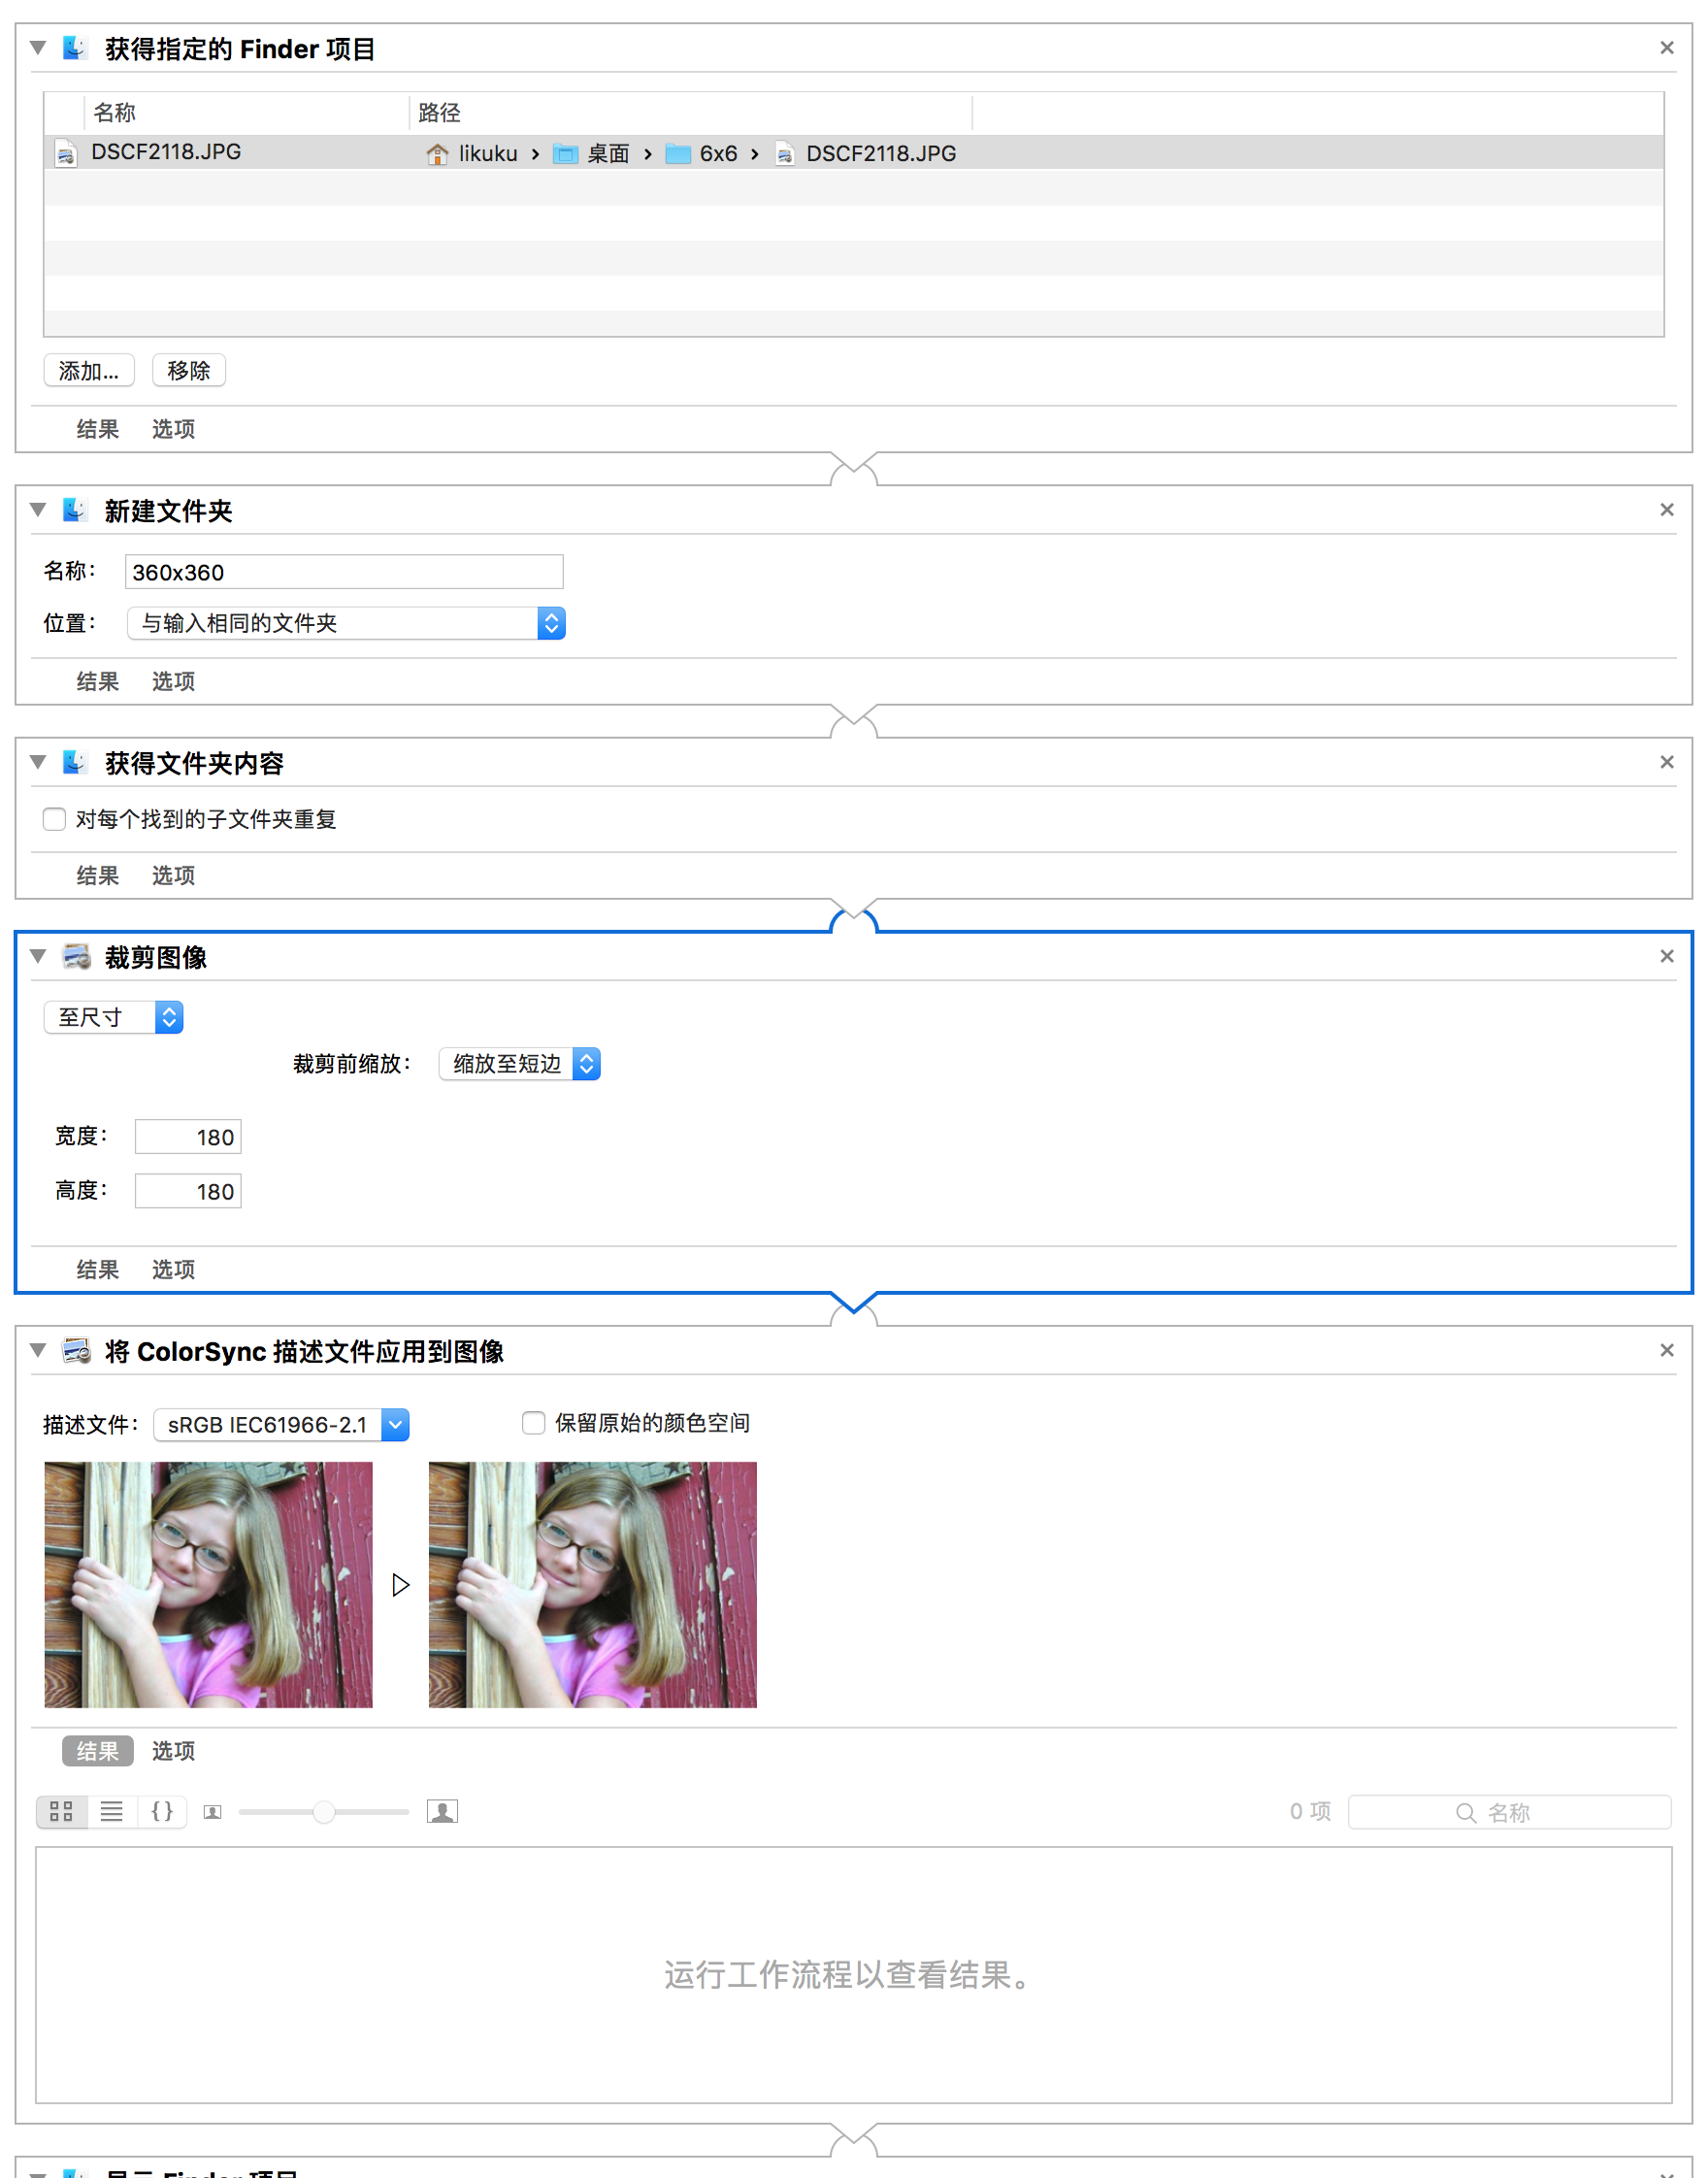 获得指定的 Finder 项目
名称 路径
DSCF2118.JPG likuku › 桌面 › 6x6 › DSCF2118.JPG
添加... 移除
结果 选项
新建文件夹
名称： 360x360
位置： 与输入相同的文件夹
结果 选项
获得文件夹内容
对每个找到的子文件夹重复
结果 选项
裁剪图像
至尺寸
裁剪前缩放： 缩放至短边
宽度： 180
高度： 180
结果 选项
将 ColorSync 描述文件应用到图像
描述文件： sRGB IEC61966-2.1 保留原始的颜色空间
结果 选项
0 项 名称
运行工作流程以查看结果。
显示 Finder 项目